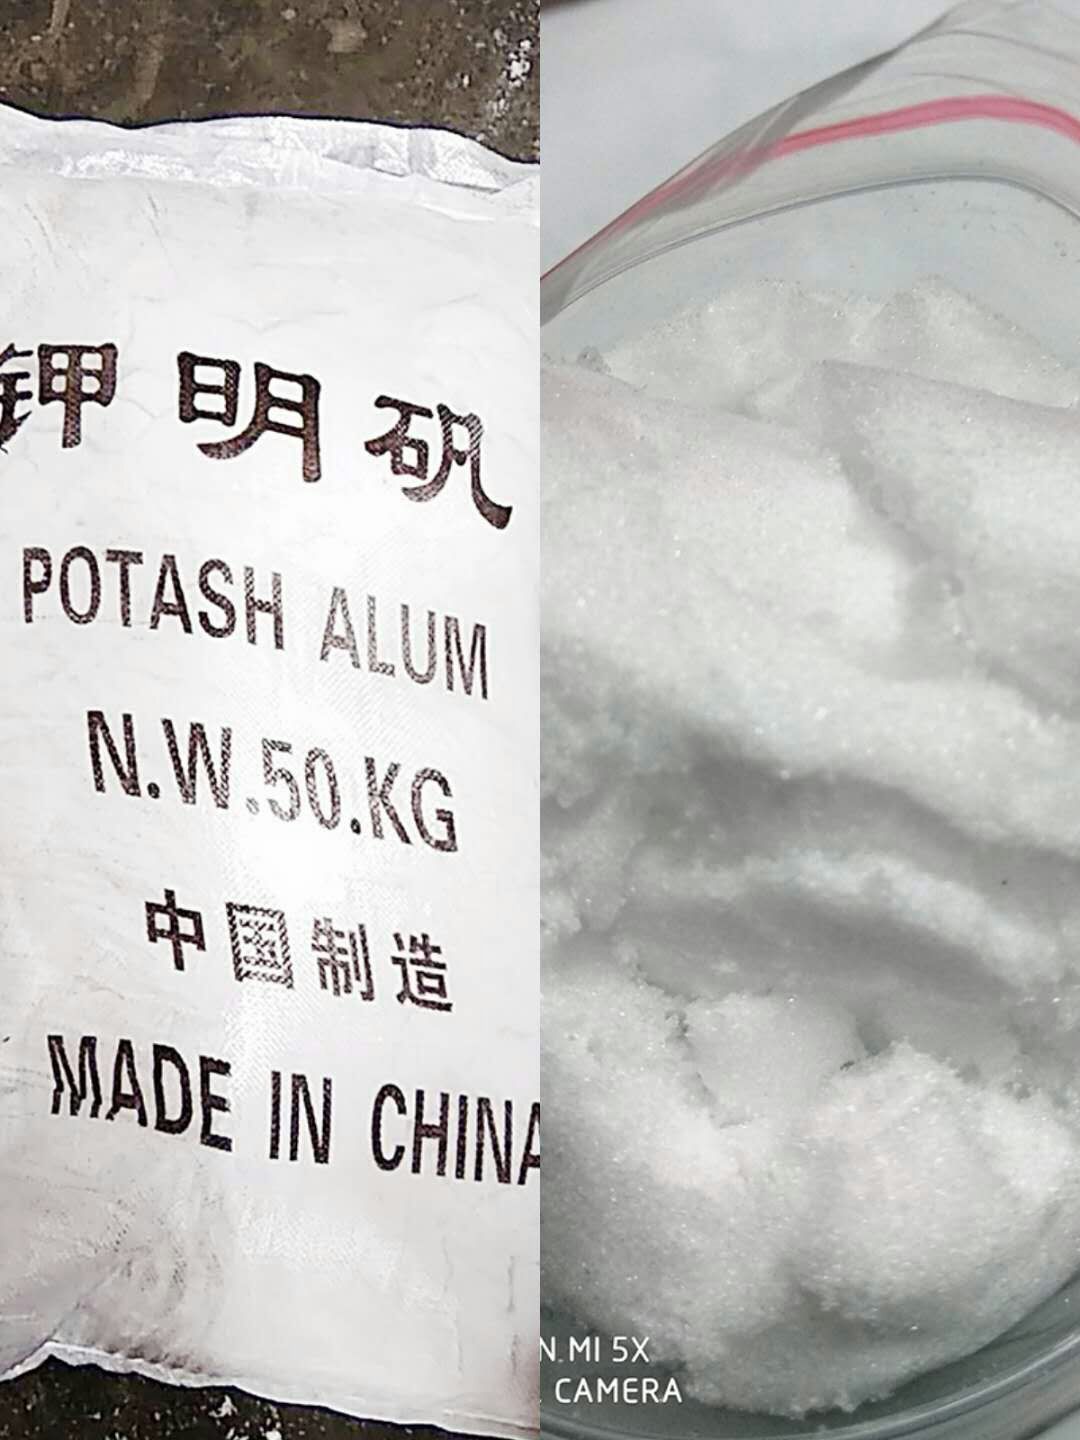 钾明矾
POTASH ALUM
N.W.50.KG
中国制造
MADE IN CHINA
N MI 5X
CAMERA